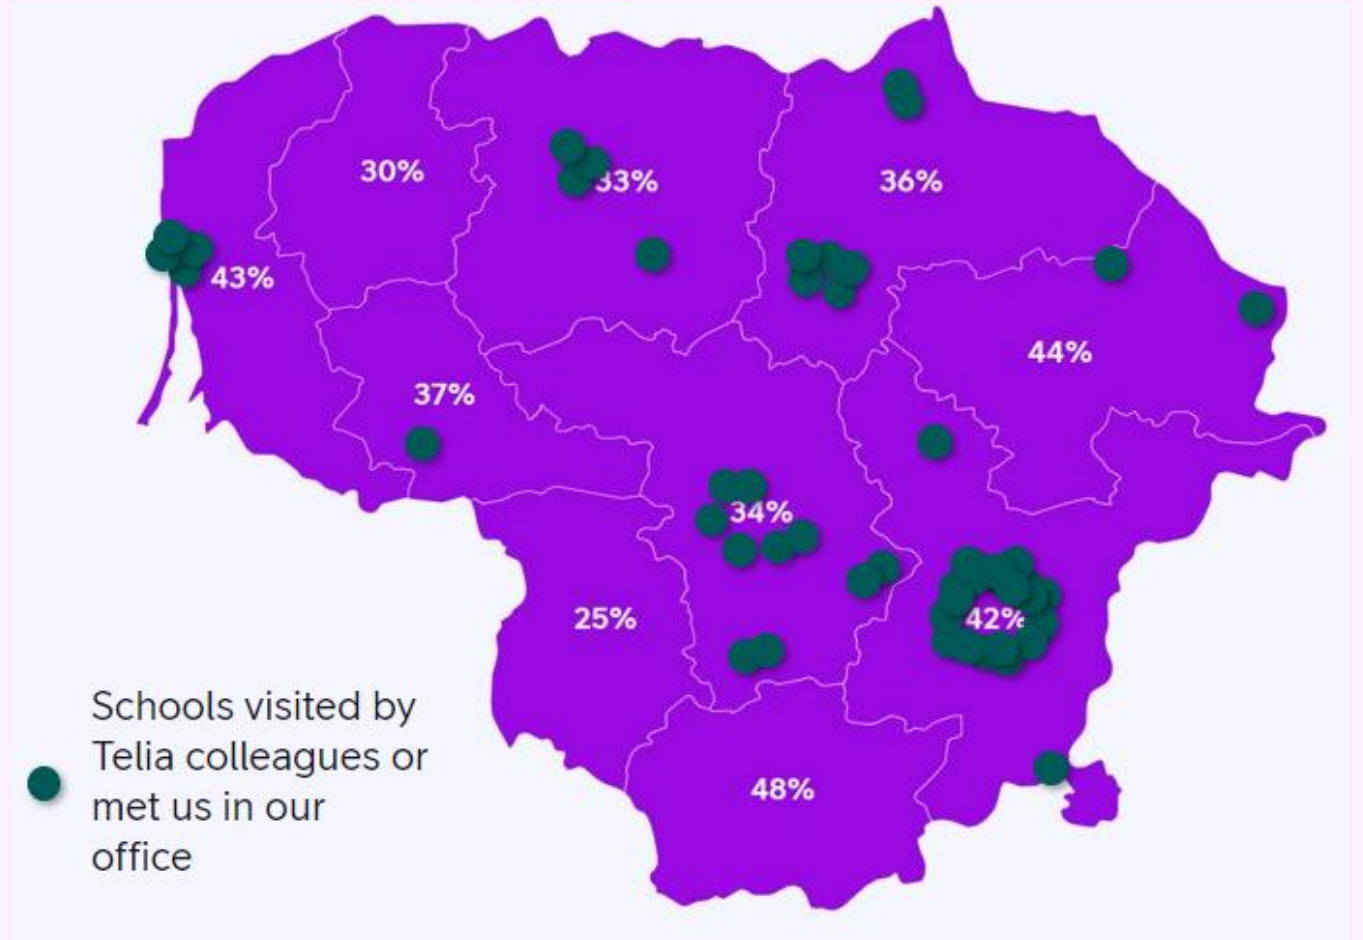 30%
33%
36%
43%
44%
37%
34%
25%
42%
48%
Schools visited by
Telia colleagues or
met us in our
office